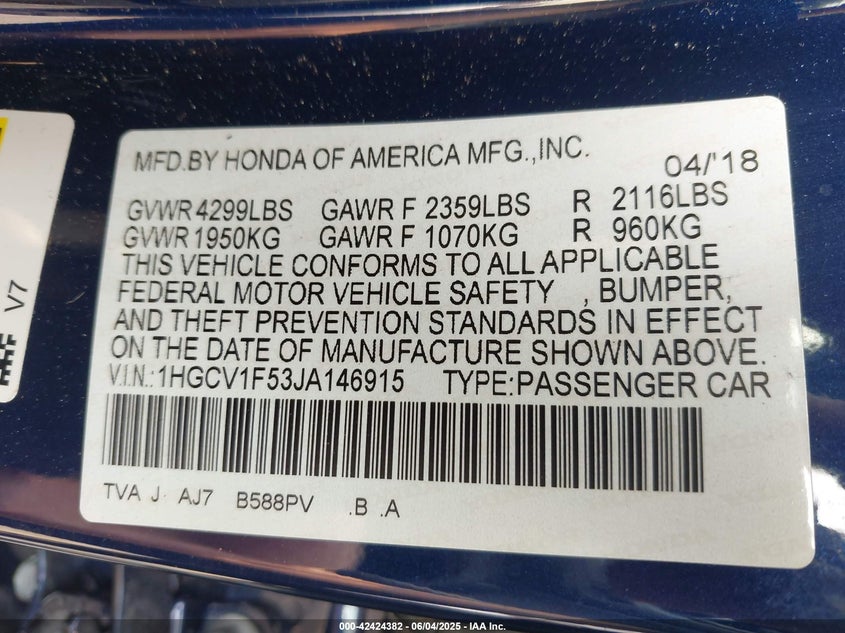 MFD.BY HONDA OF AMERICA MFG.,INC. 04/'18
GVWR 4299LBS GAWR F 2359LBS R 2116LBS
GVWR 1950KG GAWR F 1070KG R 960KG
THIS VEHICLE CONFORMS TO ALL APPLICABLE
FEDERAL MOTOR VEHICLE SAFETY , BUMPER,
AND THEFT PREVENTION STANDARDS IN EFFECT
ON THE DATE OF MANUFACTURE SHOWN ABOVE.
V.I.N.:1HGCV1F53JA146915 TYPE:PASSENGER CAR
TVA J AJ7 B588PV .B .A
V7
000-42424382 - 06/04/2025 - IAA Inc.